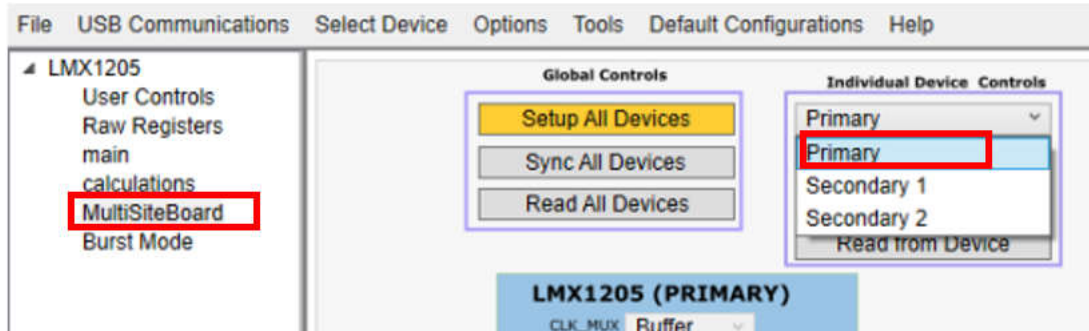 File USB Communications Select Device Options Tools Default Configurations Help
LMX1205
User Controls
Raw Registers
main
calculations
MultiSiteBoard
Burst Mode
Global Controls
Setup All Devices
Sync All Devices
Read All Devices
Individual Device Controls
Primary
Primary
Secondary 1
Secondary 2
Read from Device
LMX1205 (PRIMARY)
CLK_MUX Buffer